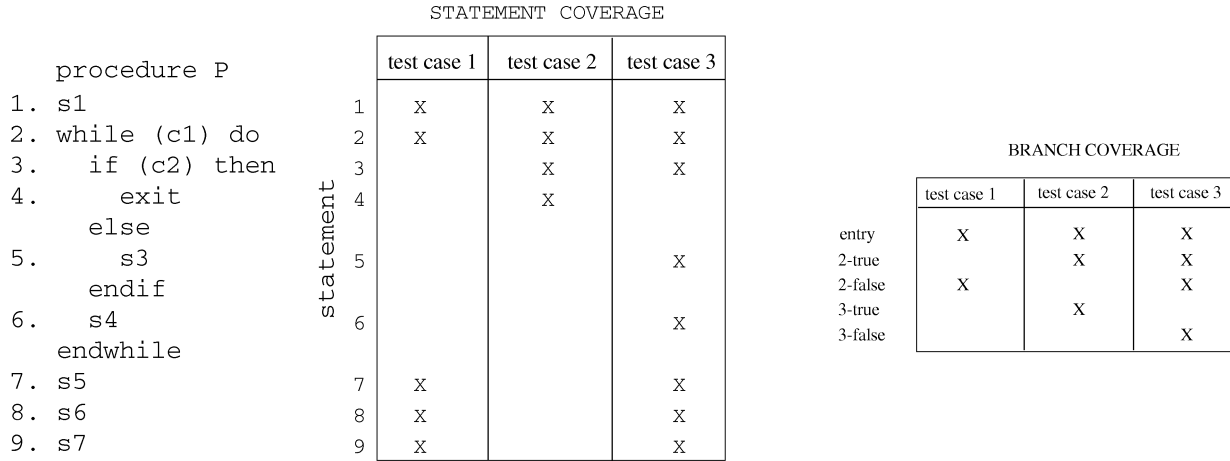 STATEMENT COVERAGE
test case 1 test case 2 test case 3
procedure P
1. s1 1 X X X
2. while (c1) do 2 X X X
3. if (c2) then 3 X X
4. exit 4 X
else
5. s3 5 X
endif
6. s4 6 X
endwhile
7. s5 7 X X
8. s6 8 X X
9. s7 9 X X
statement
BRANCH COVERAGE
test case 1 test case 2 test case 3
entry X X X
2-true X X
2-false X X
3-true X
3-false X